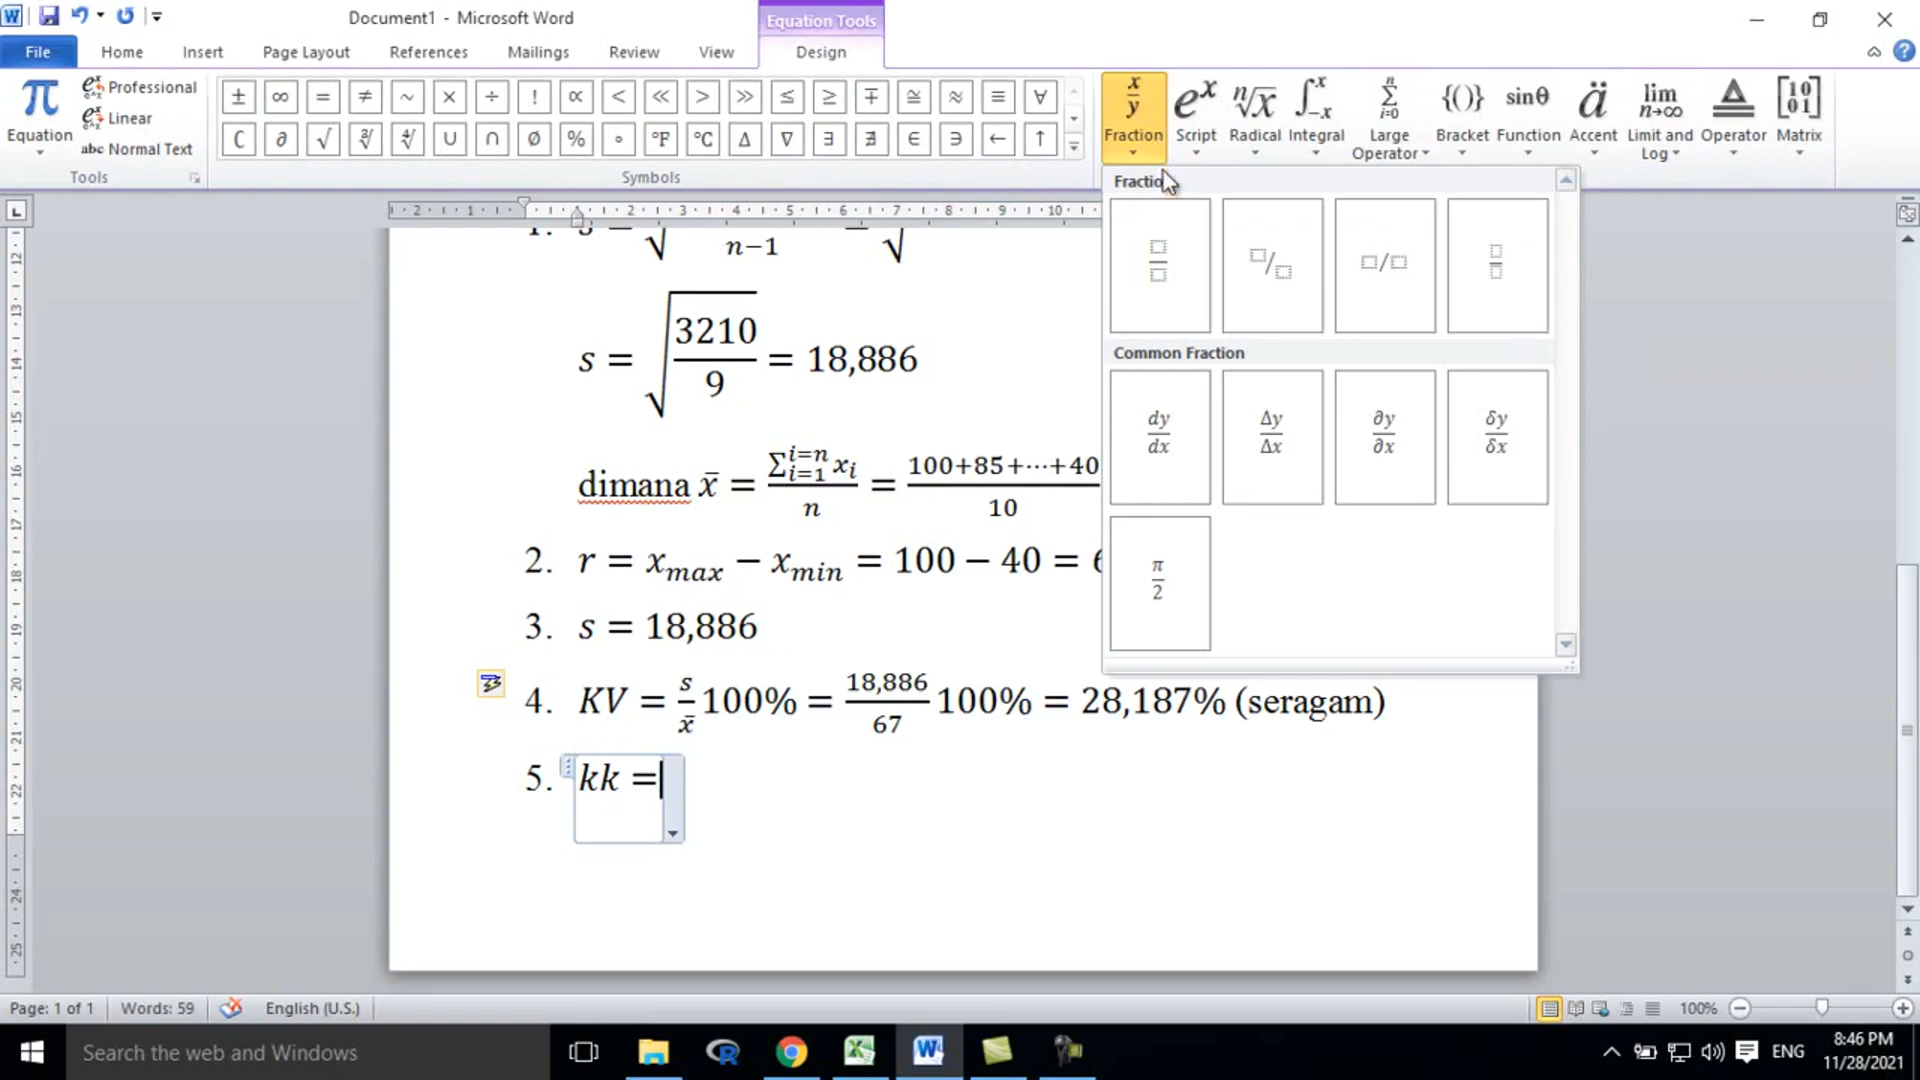 Document1 - Microsoft Word
Equation Tools
File Home Insert Page Layout References Mailings Review View Design
π Equation
Professional
Linear
abc Normal Text
Tools
± ∞ = ≠ ~ × ÷ ! ∝ < ≪ > ≫ ≤ ≥ ∓ ≅ ≈ ≡ ∀
∁ ∂ √ ∛ ∜ ∪ ∩ ∅ % ° °F °C ∆ ∇ ∃ ∄ ∈ ∋ ← ↑
Symbols
Fraction Script Radical Integral Large Operator Bracket Function Accent Limit and Log Operator Matrix
Fraction
Common Fraction
dy/dx Δy/Δx ∂y/∂x δy/δx
π/2
n−1
s = √(3210/9) = 18,886
dimana x̄ = ∑_{i=1}^{i=n} x_i / n = 100+85+⋯+40 / 10
2. r = x_max − x_min = 100 − 40 =
3. s = 18,886
4. KV = s/x̄ 100% = 18,886/67 100% = 28,187% (seragam)
5. kk =
Page: 1 of 1 Words: 59 English (U.S.) 100%
Search the web and Windows
ENG
8:46 PM
11/28/2021